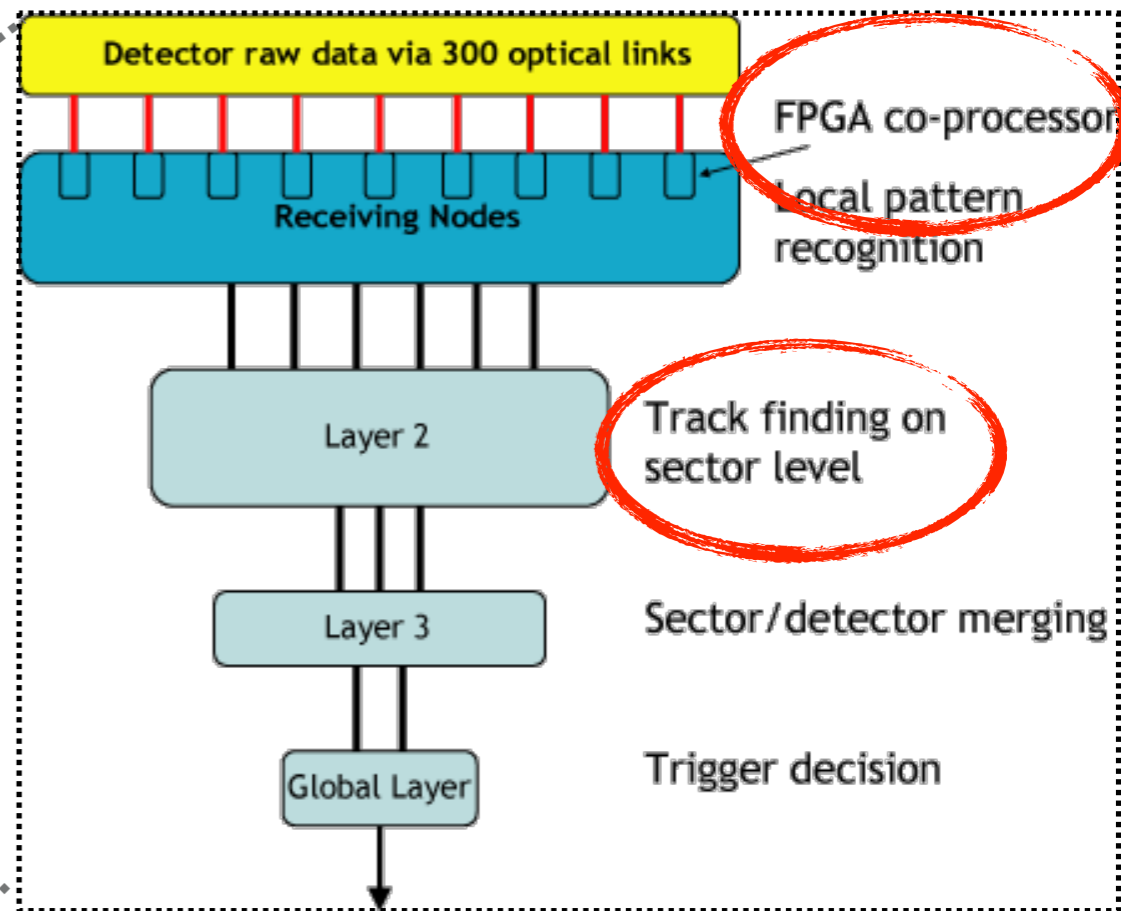 Detector raw data via 300 optical links
FPGA co-processor
Local pattern
recognition
Receiving Nodes
Layer 2
Track finding on
sector level
Layer 3
Sector/detector merging
Global Layer
Trigger decision